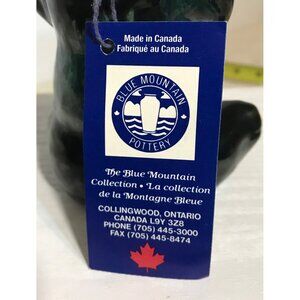 Made in Canada
Fabriqué au Canada
BLUE MOUNTAIN
POTTERY
The Blue Mountain
Collection • La collection
de la Montagne Bleue
COLLINGWOOD, ONTARIO
CANADA L9Y 3Z8
PHONE (705) 445-3000
FAX (705) 445-8474